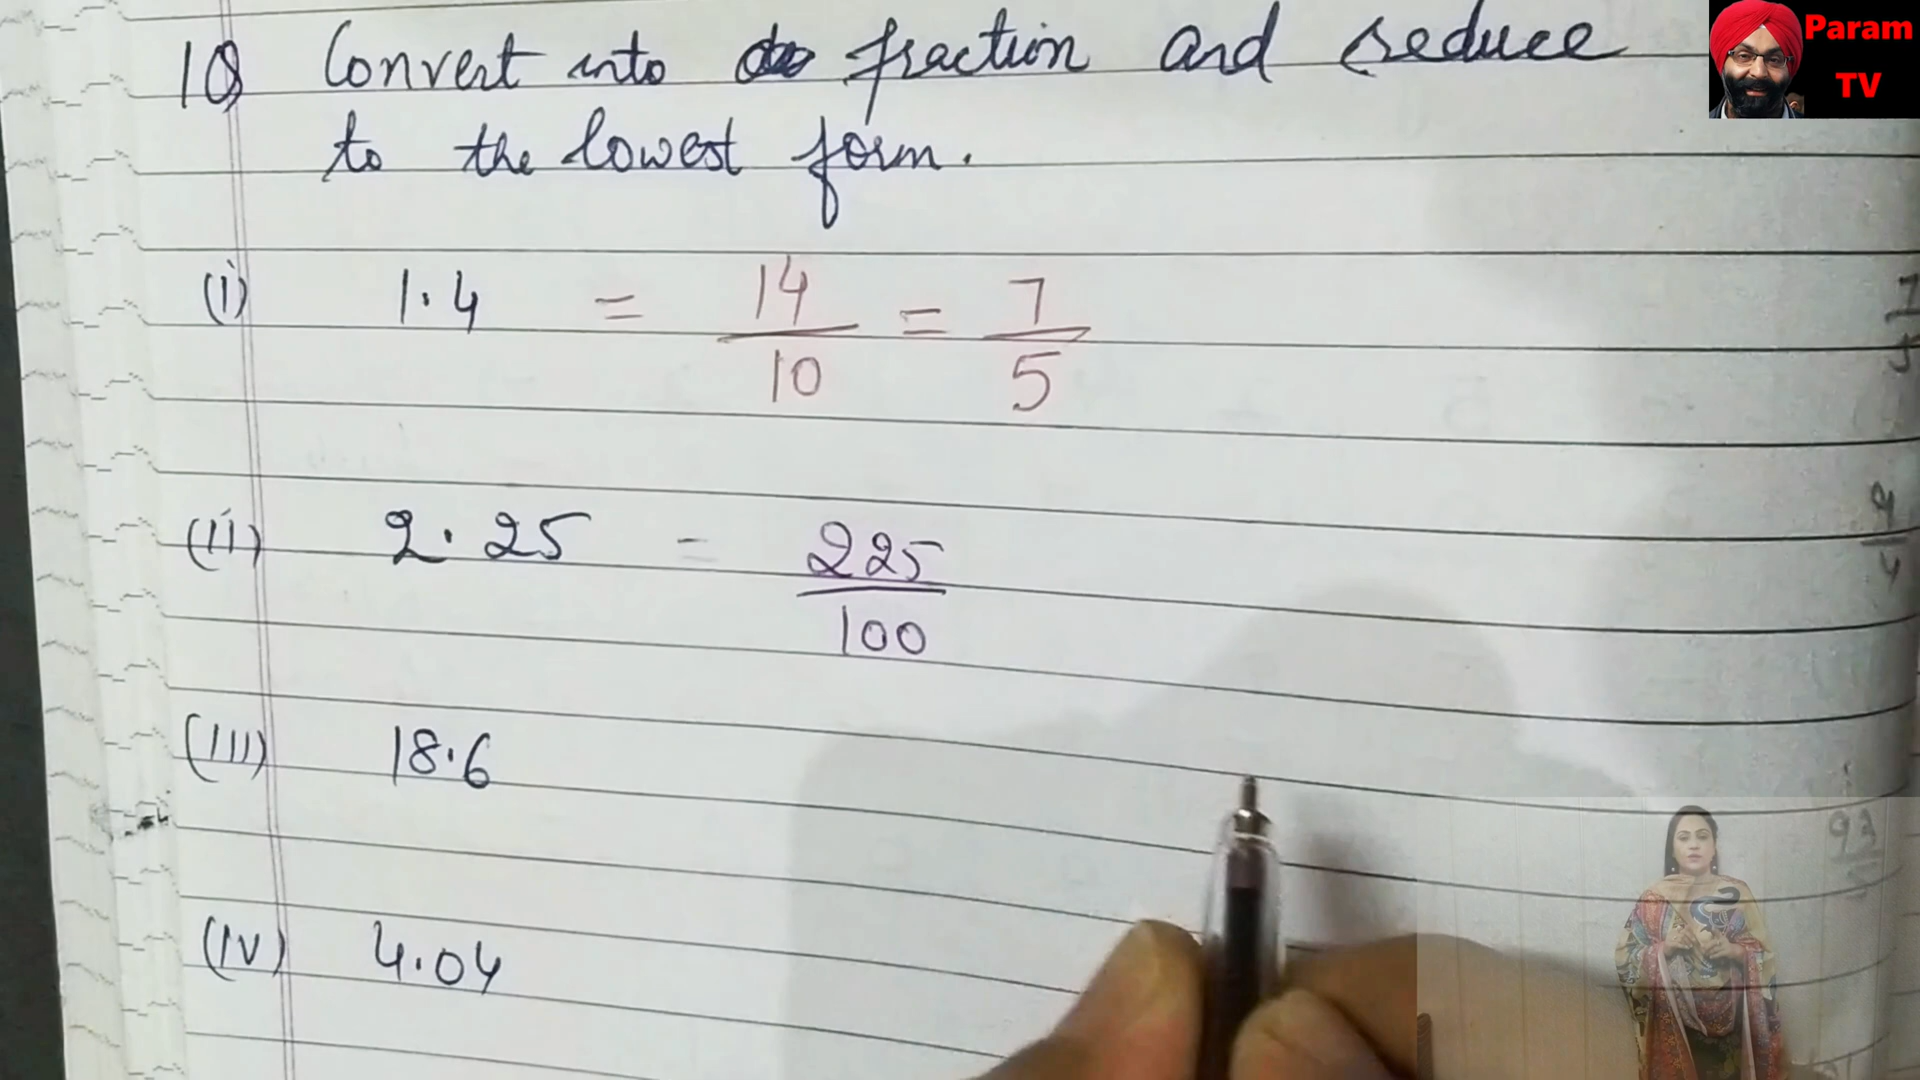 Param
TV
1Q Convert into fraction and reduce
to the lowest form.
(i) 1.4 = 14/10 = 7/5
(ii) 2.25 = 225/100
(iii) 18.6
(iv) 4.04